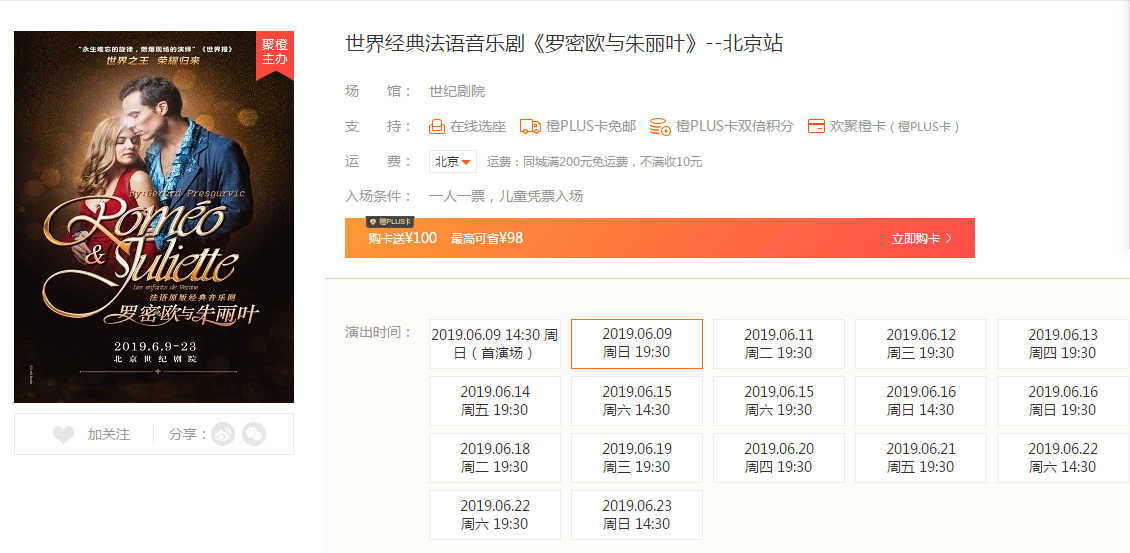 "永生难忘的旋律，燃爆现场的演绎"《世界报》
世界之王 荣耀归来
聚橙
主办
By:Gérard Presgurvic
Roméo
& Juliette
Les enfants de Verone
法语原版经典音乐剧
罗密欧与朱丽叶
2019.6.9-23
北京世纪剧院
加关注
分享：
世界经典法语音乐剧《罗密欧与朱丽叶》--北京站
场 馆： 世纪剧院
支 持： 在线选座 橙PLUS卡免邮 橙PLUS卡双倍积分 欢聚橙卡（橙PLUS卡）
运 费： 北京 运费：同城满200元免运费，不满收10元
入场条件： 一人一票，儿童凭票入场
橙PLUS卡
购卡送¥100 最高可省¥98 立即购卡
演出时间：
2019.06.09 14:30 周
日（首演场）
2019.06.09
周日 19:30
2019.06.11
周二 19:30
2019.06.12
周三 19:30
2019.06.13
周四 19:30
2019.06.14
周五 19:30
2019.06.15
周六 14:30
2019.06.15
周六 19:30
2019.06.16
周日 14:30
2019.06.16
周日 19:30
2019.06.18
周二 19:30
2019.06.19
周三 19:30
2019.06.20
周四 19:30
2019.06.21
周五 19:30
2019.06.22
周六 14:30
2019.06.22
周六 19:30
2019.06.23
周日 14:30